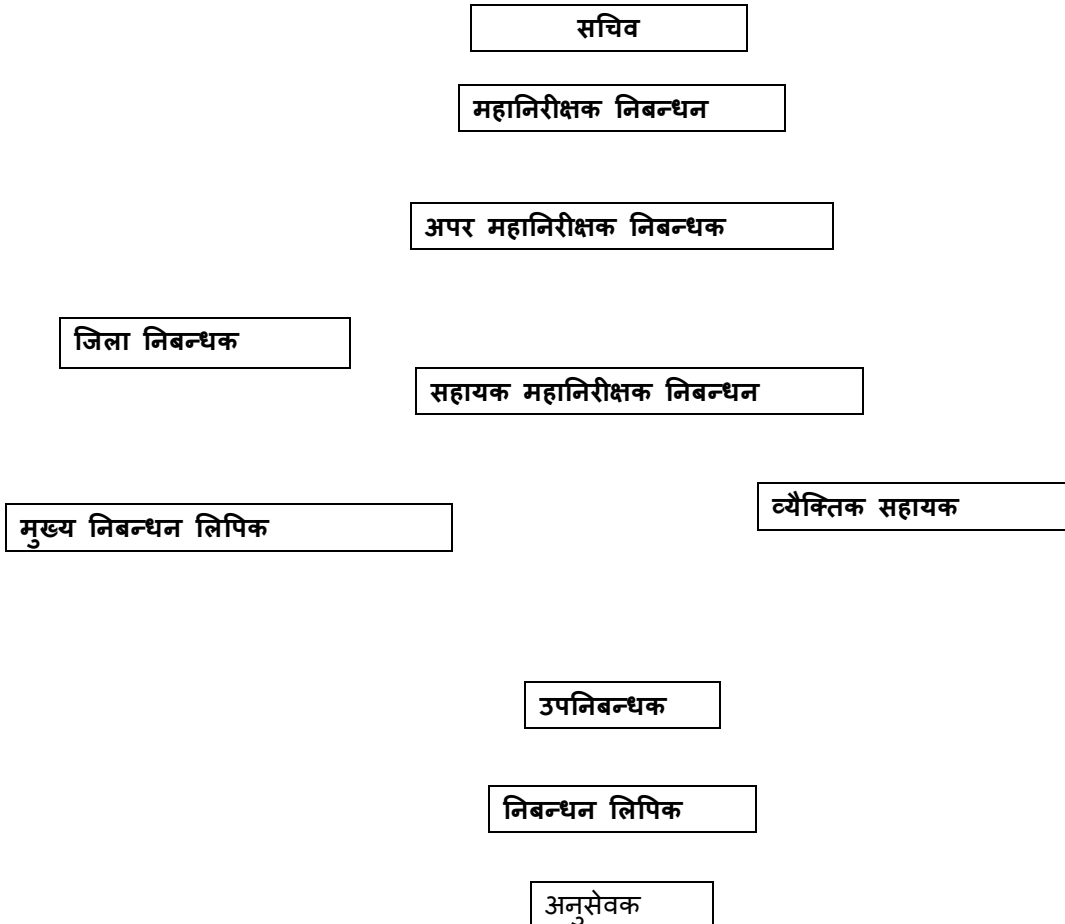 सचिव
महानिरीक्षक निबन्धन
अपर महानिरीक्षक निबन्धक
जिला निबन्धक
सहायक महानिरीक्षक निबन्धन
व्यैक्तिक सहायक
मुख्य निबन्धन लिपिक
उपनिबन्धक
निबन्धन लिपिक
अनुसेवक